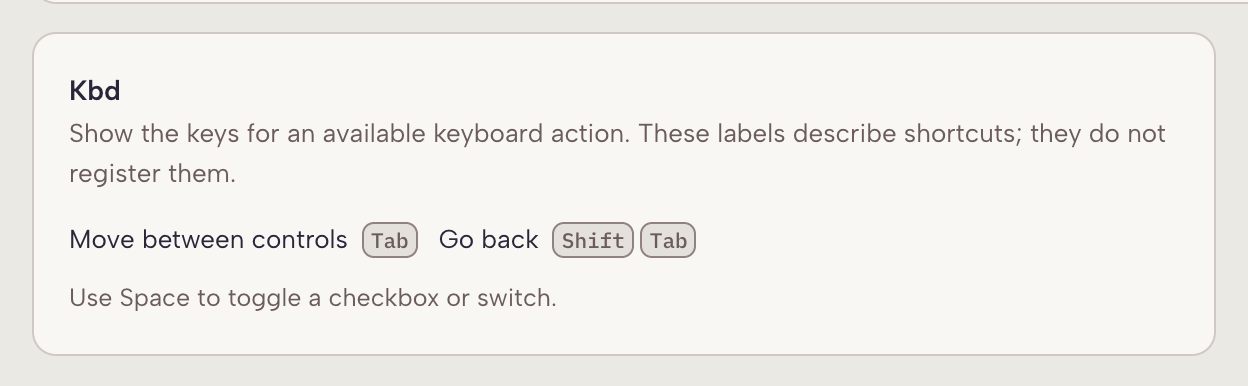 Kbd
Show the keys for an available keyboard action. These labels describe shortcuts; they do not
register them.
Move between controls Tab Go back Shift Tab
Use Space to toggle a checkbox or switch.